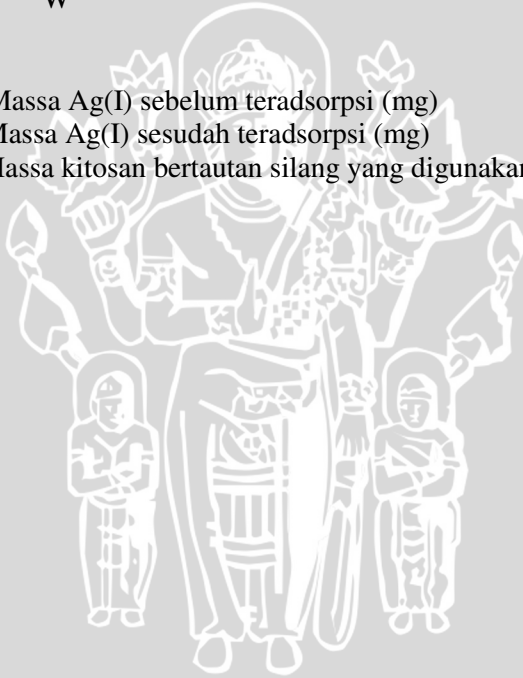 W
Massa Ag(I) sebelum teradsorpsi (mg)
Massa Ag(I) sesudah teradsorpsi (mg)
Massa kitosan bertautan silang yang digunakan